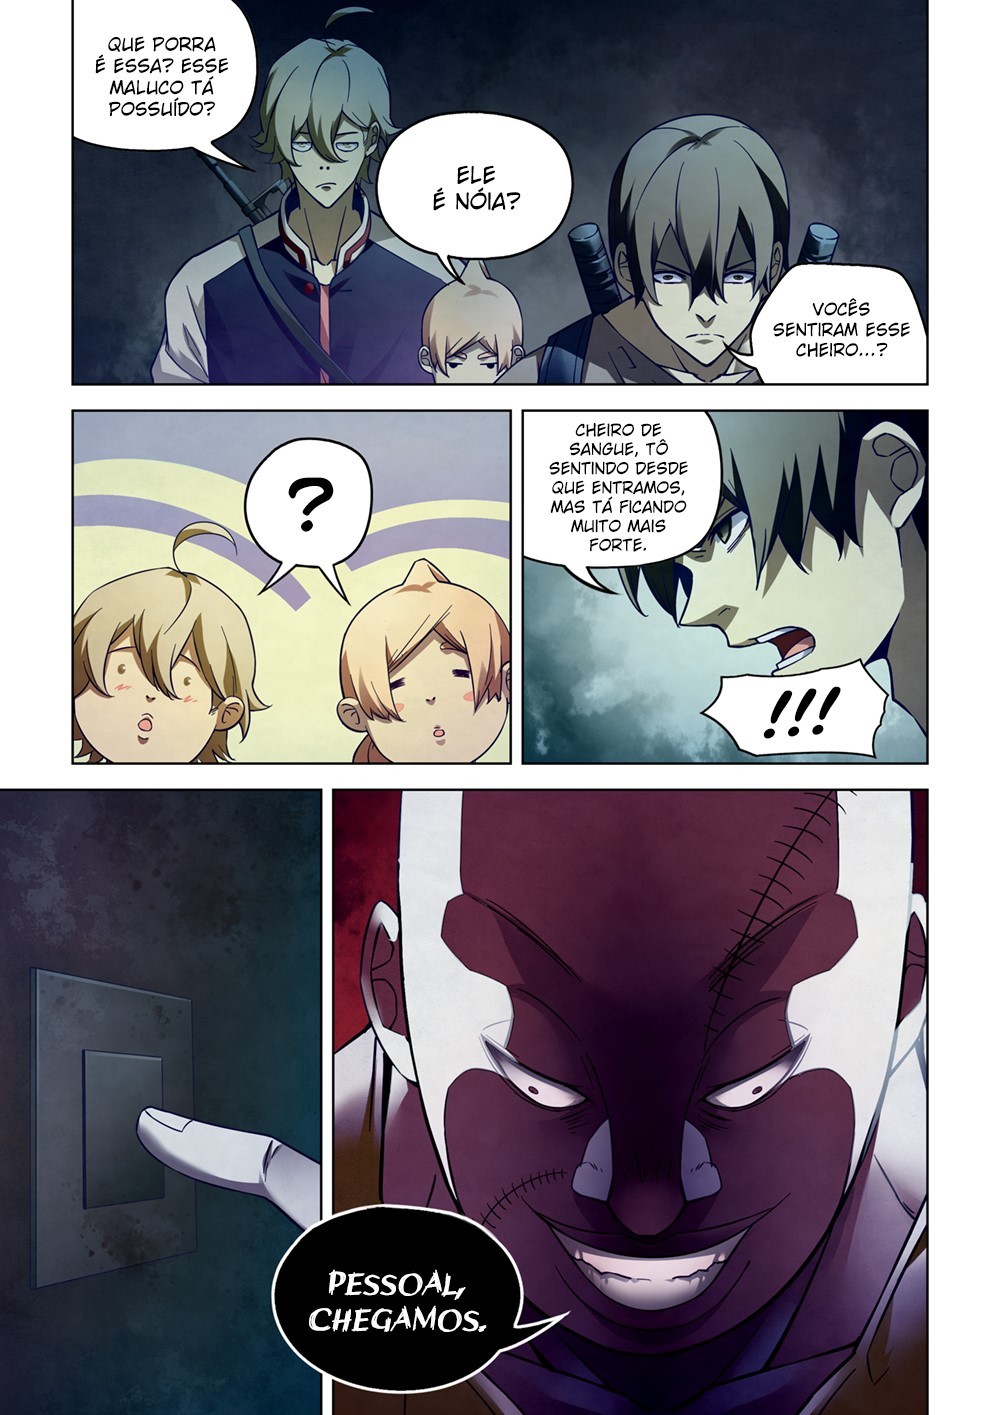 QUE PORRA
É ESSA? ESSE
MALUCO TÁ
POSSUÍDO?
ELE
É NÓIA?
VOCÊS
SENTIRAM ESSE
CHEIRO...?
?
CHEIRO DE
SANGUE, TÔ
SENTINDO DESDE
QUE ENTRAMOS,
MAS TÁ FICANDO
MUITO MAIS
FORTE.
!!!
PESSOAL,
CHEGAMOS.